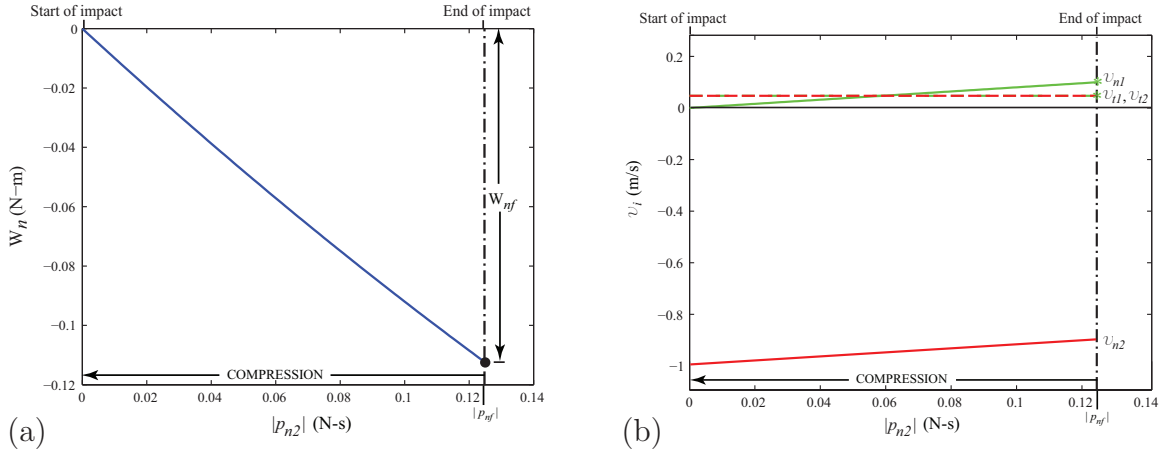 Start of impact
End of impact
0
−0.02
−0.04
−0.06
−0.08
−0.1
−0.12
W_n (N−m)
W_nf
COMPRESSION
0 0.02 0.04 0.06 0.08 0.1 0.12 0.14
|p_nf|
|p_n2| (N-s)
(a)
Start of impact
End of impact
0.2
0
−0.2
−0.4
−0.6
−0.8
−1
υ_i (m/s)
υ_n1
υ_t1, υ_t2
υ_n2
COMPRESSION
0 0.02 0.04 0.06 0.08 0.1 0.12 0.14
|p_nf|
|p_n2| (N-s)
(b)